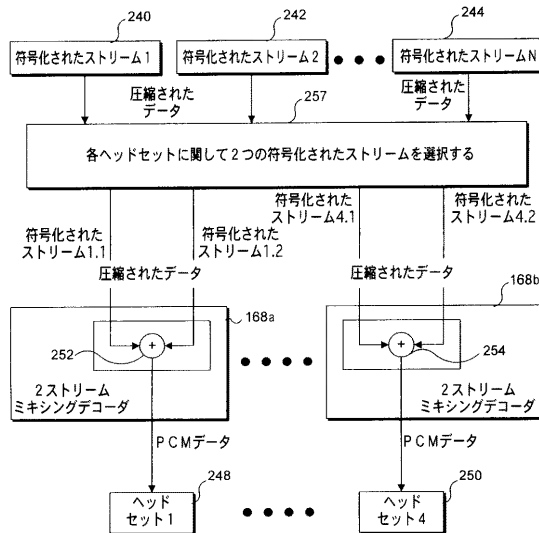 240
242
244
符号化されたストリーム1
符号化されたストリーム2
符号化されたストリームN
圧縮された
データ
257
圧縮された
データ
各ヘッドセットに関して2つの符号化されたストリームを選択する
符号化された
ストリーム1.1
符号化された
ストリーム1.2
符号化された
ストリーム4.1
符号化された
ストリーム4.2
圧縮されたデータ
圧縮されたデータ
168a
168b
252
+
+
254
2ストリーム
ミキシングデコーダ
2ストリーム
ミキシングデコーダ
PCMデータ
PCMデータ
248
250
ヘッド
セット1
ヘッド
セット4